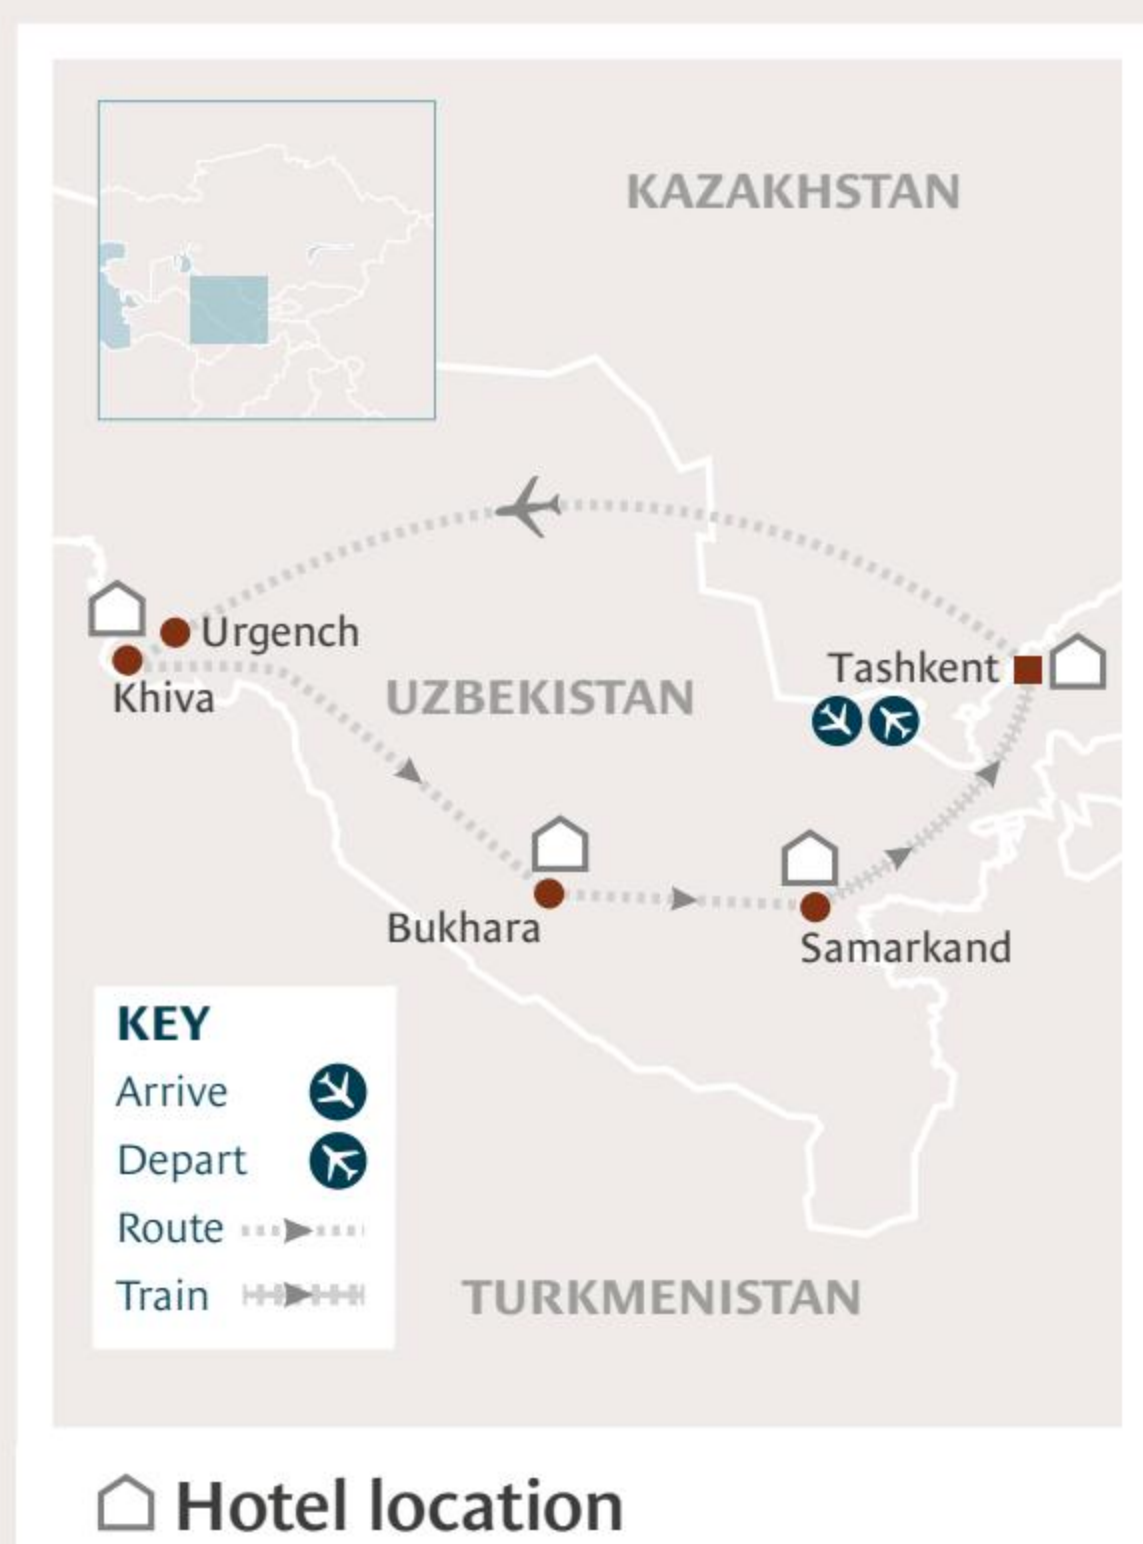 KAZAKHSTAN
Urgench
Khiva
UZBEKISTAN
Tashkent
Bukhara
Samarkand
KEY
Arrive
Depart
Route
Train
TURKMENISTAN
Hotel location